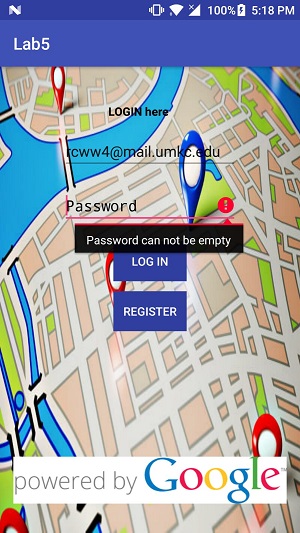 100% 5:18 PM
Lab5
LOGIN here
rcww4@mail.umkc.edu
Password
Password can not be empty
LOG IN
REGISTER
powered by Google™